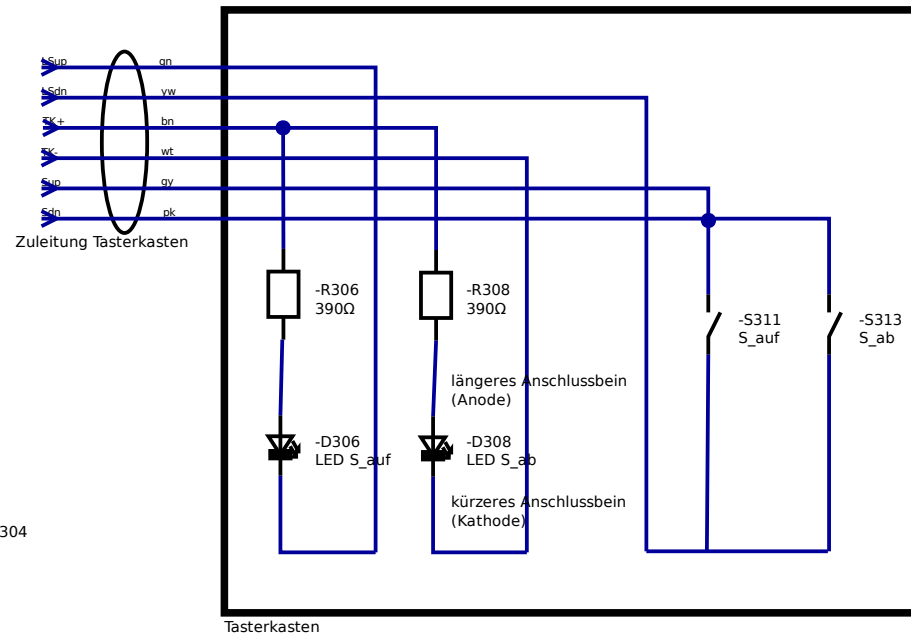 LSup gn
LSdn yw
TK+ bn
TK- wt
Sup gy
Sdn pk
Zuleitung Tasterkasten
-R306
390Ω
-R308
390Ω
-S311
S_auf
-S313
S_ab
längeres Anschlussbein
(Anode)
-D306
LED S_auf
-D308
LED S_ab
kürzeres Anschlussbein
(Kathode)
304
Tasterkasten